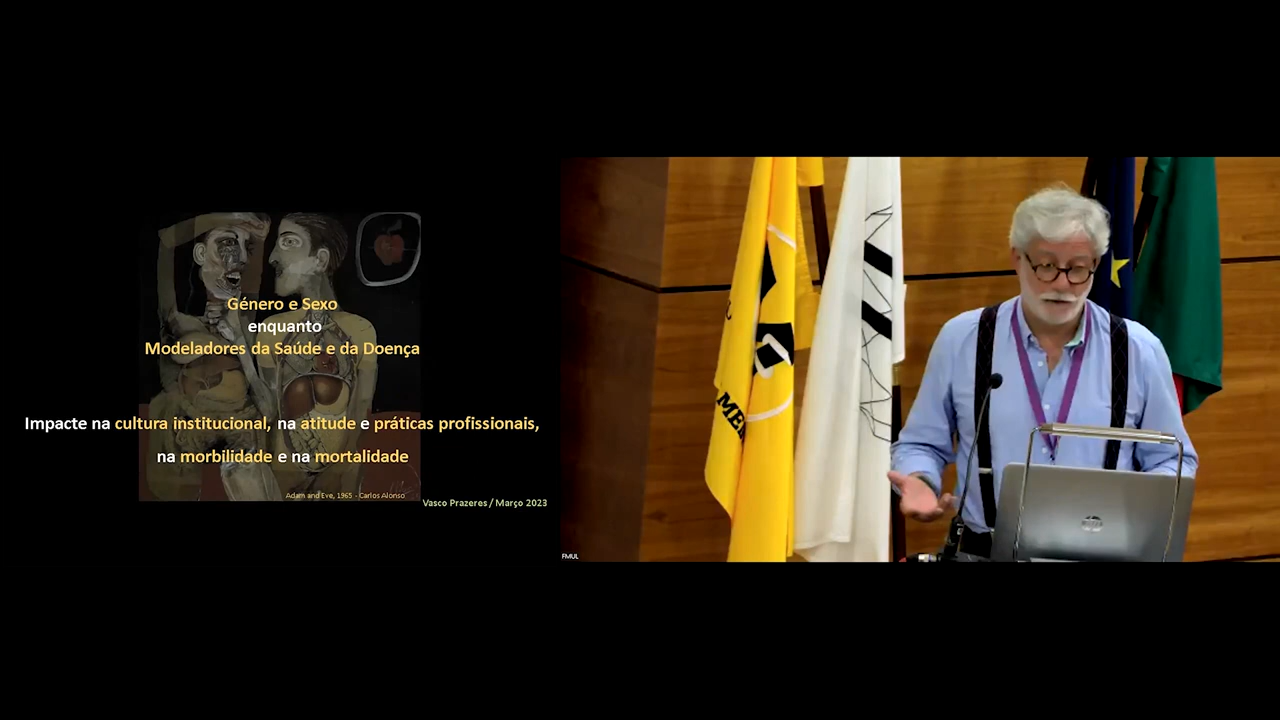 Género e Sexo
enquanto
Modeladores da Saúde e da Doença
Impacte na cultura institucional, na atitude e práticas profissionais,
na morbilidade e na mortalidade
Adam and Eve, 1965 - Carlos Alonso
Vasco Prazeres / Março 2023
FMUL
hp